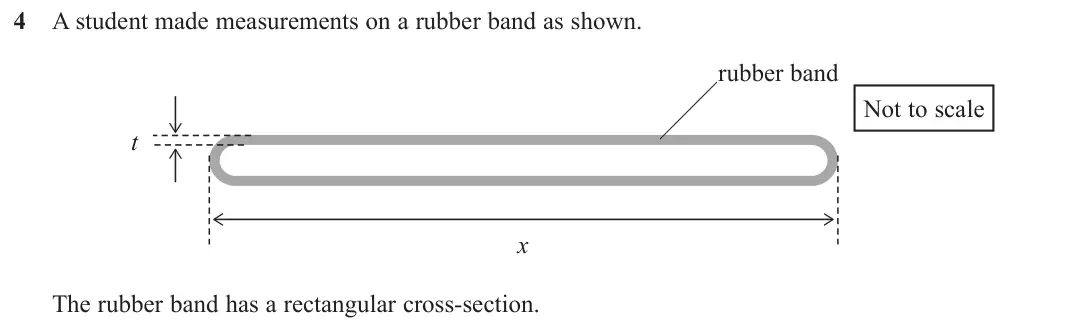 4 A student made measurements on a rubber band as shown.
rubber band
Not to scale
t
x
The rubber band has a rectangular cross-section.